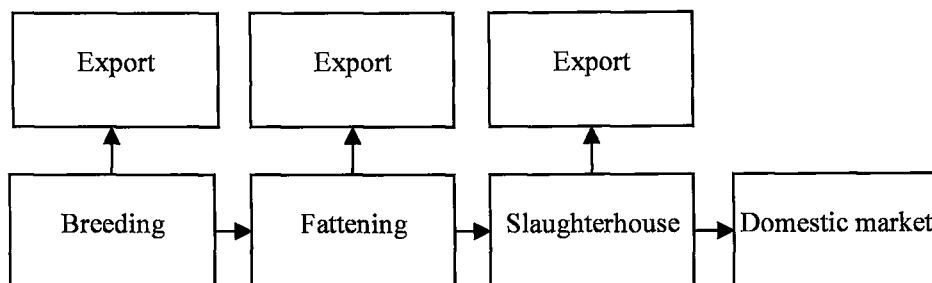 Export
Export
Export
Breeding
Fattening
Slaughterhouse
Domestic market